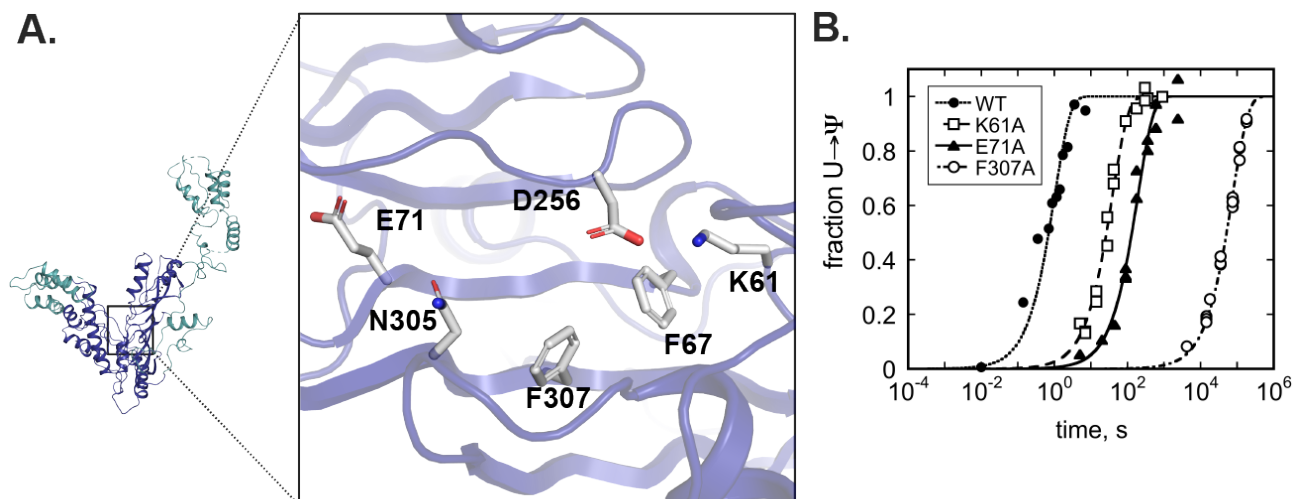 A.
E71
D256
K61
N305
F67
F307
B.
WT
K61A
E71A
F307A
fraction U→Ψ
1
0.8
0.6
0.4
0.2
0
10⁻⁴ 10⁻² 10⁰ 10² 10⁴ 10⁶
time, s